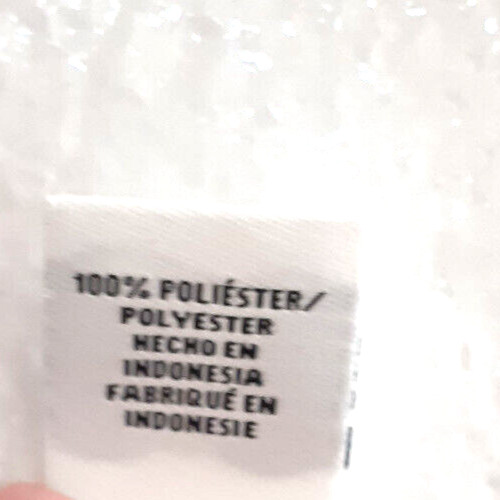 100% POLIÉSTER/
POLYESTER
HECHO EN
INDONESIA
FABRIQUÉ EN
INDONESIE